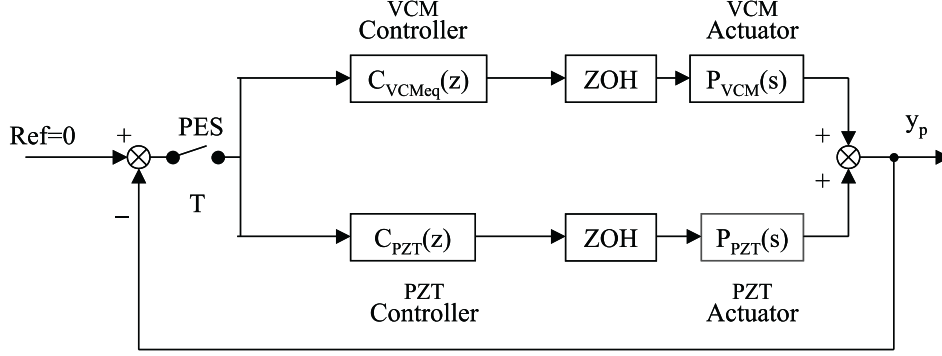 VCM
Controller
VCM
Actuator
C_VCMeq(z)
ZOH
P_VCM(s)
Ref=0
+
PES
T
−
+
+
y_p
C_PZT(z)
ZOH
P_PZT(s)
PZT
Controller
PZT
Actuator